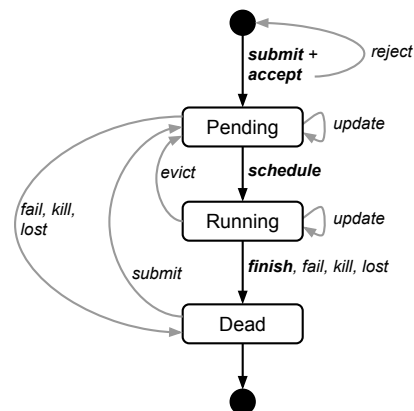 submit +
accept
reject
Pending
update
evict
schedule
fail, kill,
lost
Running
update
submit
finish, fail, kill, lost
Dead